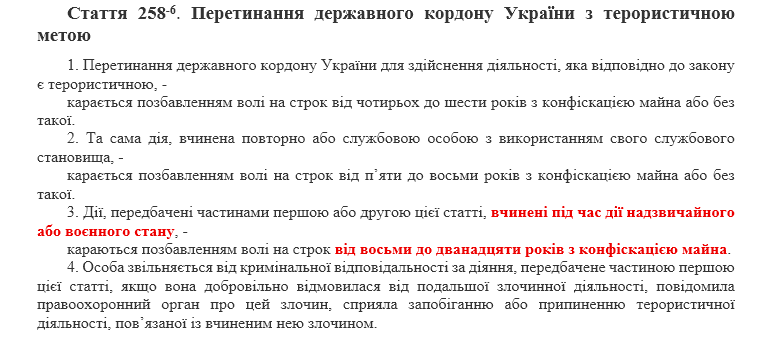 Стаття 258-6. Перетинання державного кордону України з терористичною
метою
1. Перетинання державного кордону України для здійснення діяльності, яка відповідно до закону
є терористичною, -
карається позбавленням волі на строк від чотирьох до шести років з конфіскацією майна або без
такої.
2. Та сама дія, вчинена повторно або службовою особою з використанням свого службового
становища, -
карається позбавленням волі на строк від п’яти до восьми років з конфіскацією майна або без
такої.
3. Дії, передбачені частинами першою або другою цієї статті, вчинені під час дії надзвичайного
або воєнного стану, -
караються позбавленням волі на строк від восьми до дванадцяти років з конфіскацією майна.
4. Особа звільняється від кримінальної відповідальності за діяння, передбачене частиною першою
цієї статті, якщо вона добровільно відмовилася від подальшої злочинної діяльності, повідомила
правоохоронний орган про цей злочин, сприяла запобіганню або припиненню терористичної
діяльності, пов’язаної із вчиненим нею злочином.